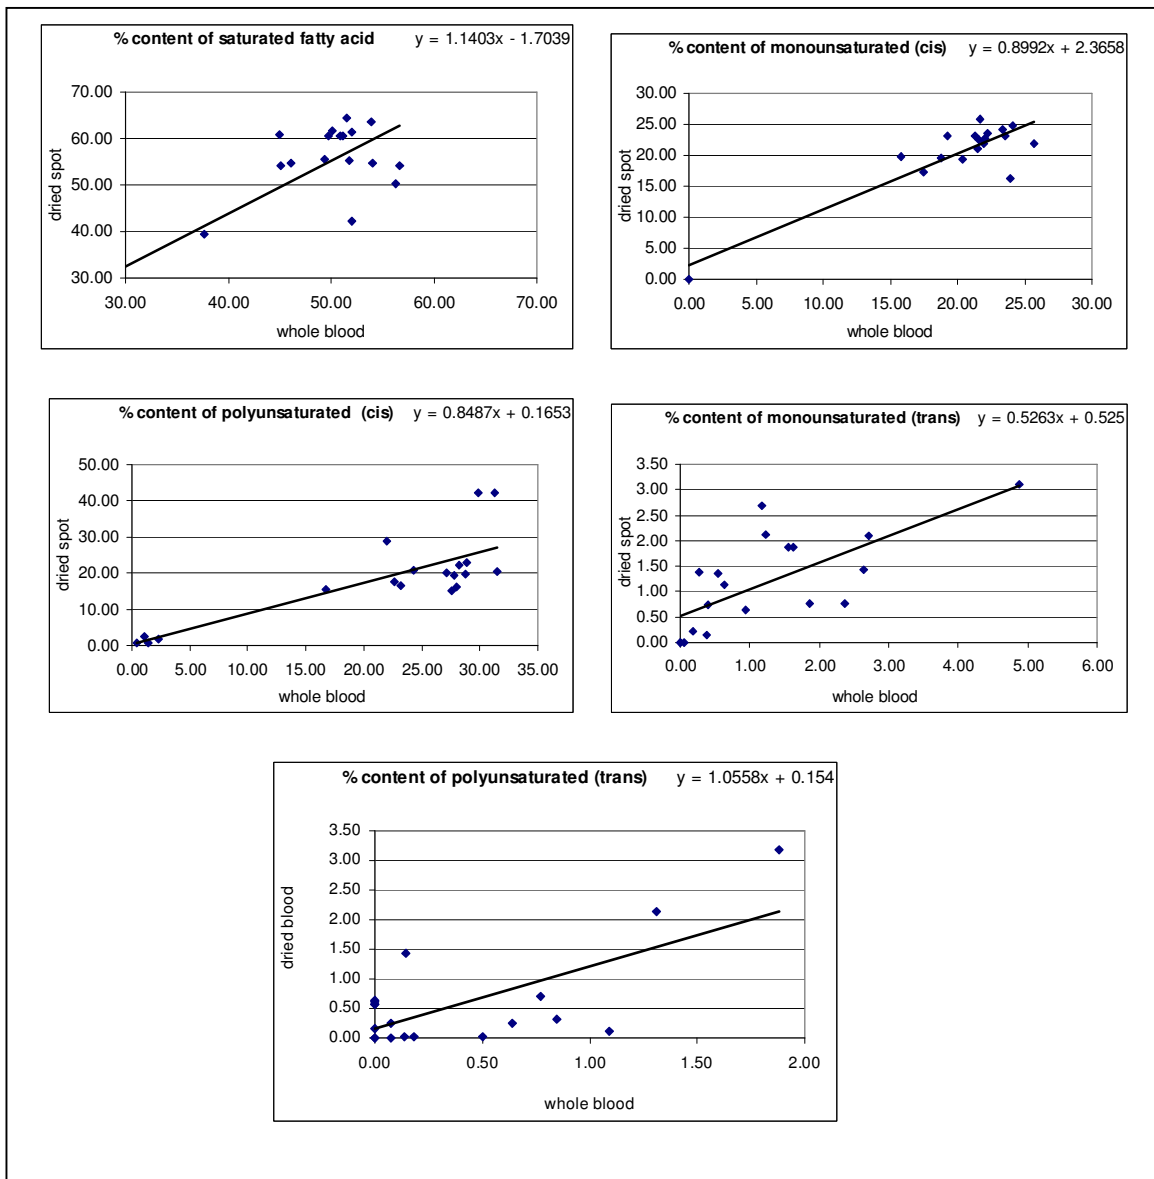 % content of saturated fatty acid y = 1.1403x - 1.7039
70.00
60.00
50.00
40.00
30.00
dried spot
30.00 40.00 50.00 60.00 70.00
whole blood
% content of monounsaturated (cis) y = 0.8992x + 2.3658
30.00
25.00
20.00
15.00
10.00
5.00
0.00
dried spot
0.00 5.00 10.00 15.00 20.00 25.00 30.00
whole blood
% content of polyunsaturated (cis) y = 0.8487x + 0.1653
50.00
40.00
30.00
20.00
10.00
0.00
dried spot
0.00 5.00 10.00 15.00 20.00 25.00 30.00 35.00
whole blood
% content of monounsaturated (trans) y = 0.5263x + 0.525
3.50
3.00
2.50
2.00
1.50
1.00
0.50
0.00
dried spot
0.00 1.00 2.00 3.00 4.00 5.00 6.00
whole blood
% content of polyunsaturated (trans) y = 1.0558x + 0.154
3.50
3.00
2.50
2.00
1.50
1.00
0.50
0.00
dried blood
0.00 0.50 1.00 1.50 2.00
whole blood